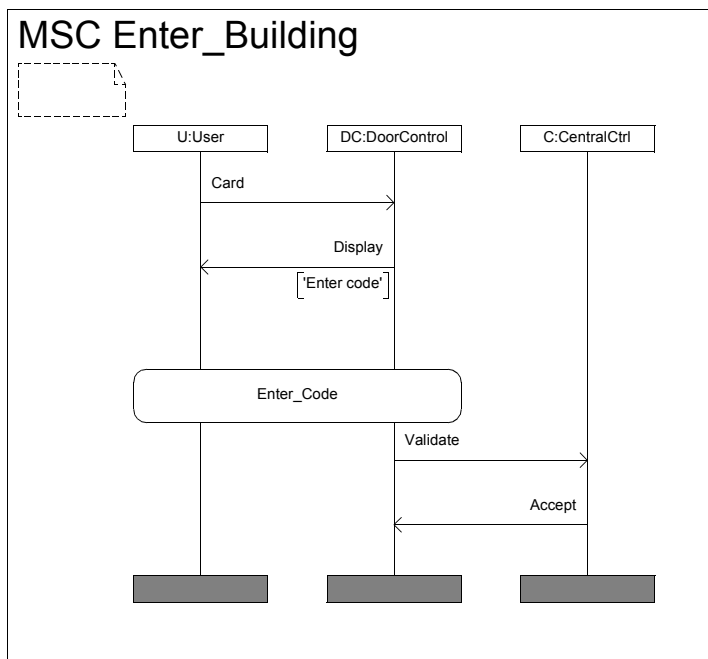 MSC Enter_Building
U:User
DC:DoorControl
C:CentralCtrl
Card
Display
'Enter code'
Enter_Code
Validate
Accept